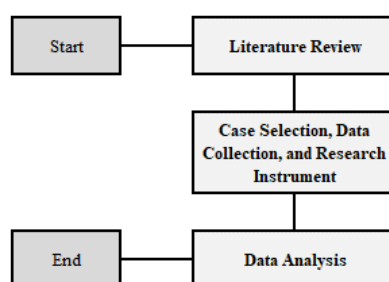 Start
Literature Review
Case Selection, Data
Collection, and Research
Instrument
End
Data Analysis